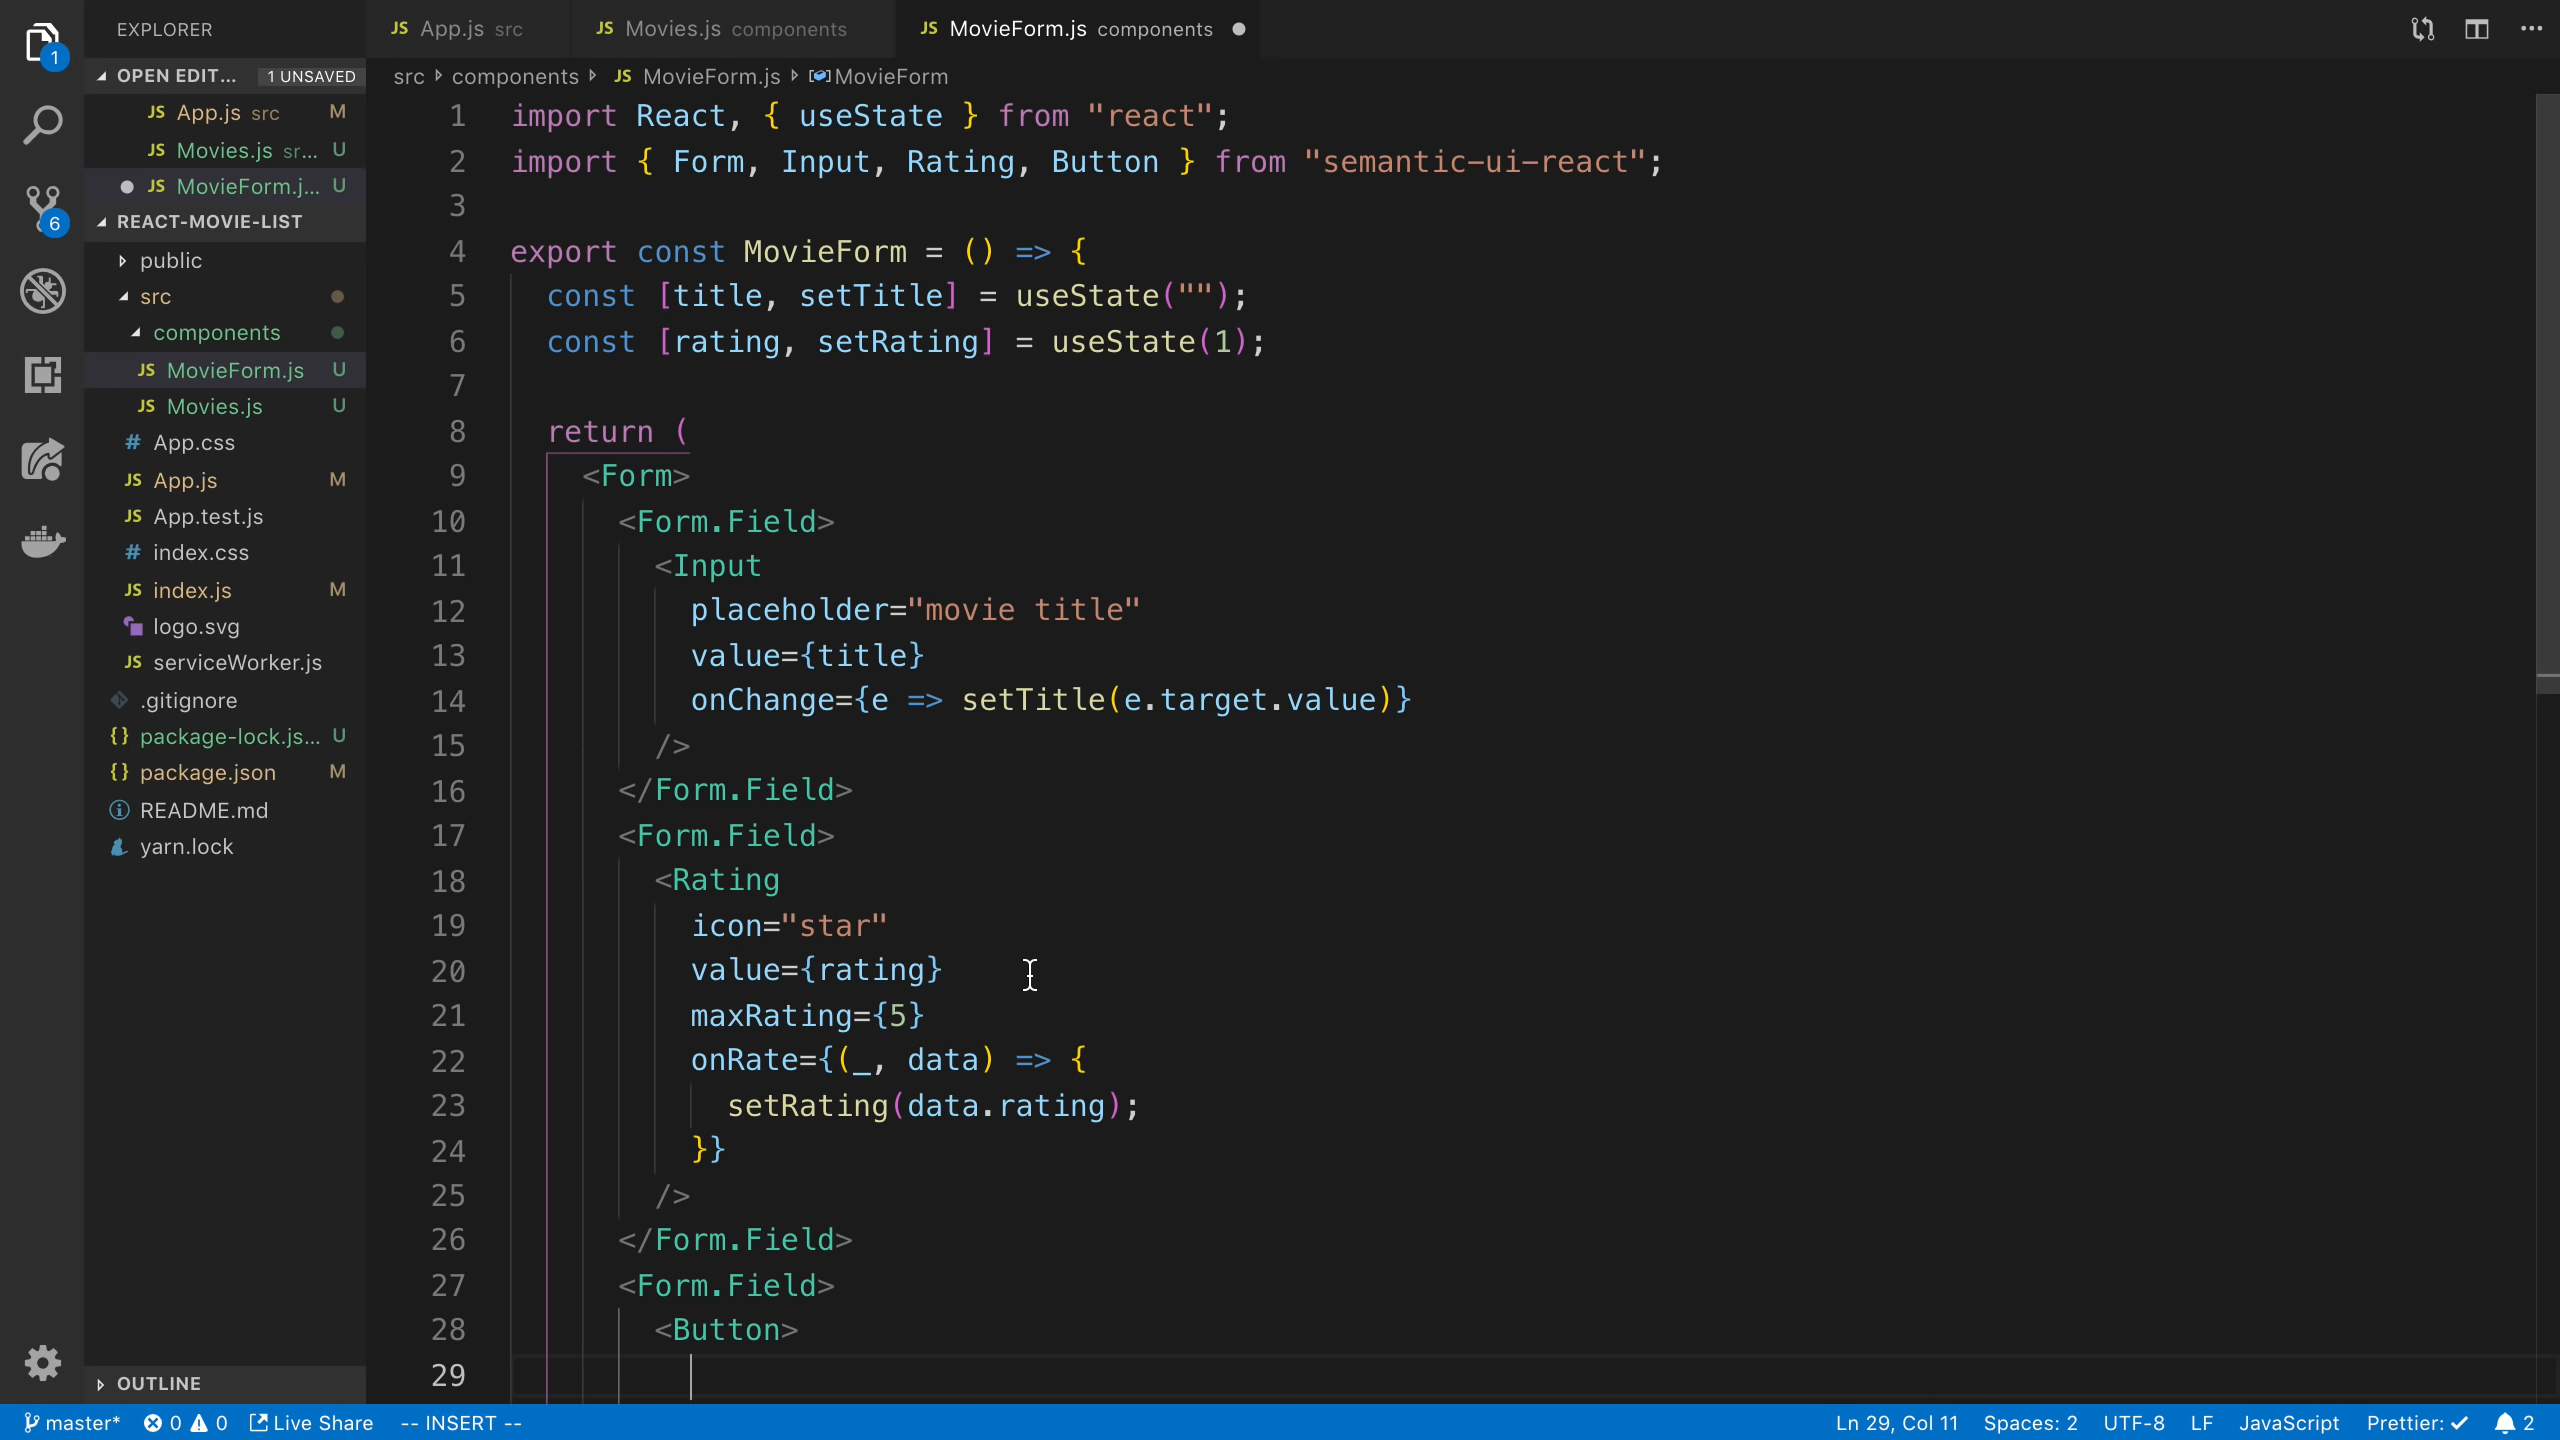 EXPLORER
OPEN EDIT... 1 UNSAVED
JS App.js src M
JS Movies.js sr... U
JS MovieForm.j... U
REACT-MOVIE-LIST
public
src
components
JS MovieForm.js U
JS Movies.js U
# App.css
JS App.js M
JS App.test.js
# index.css
JS index.js M
logo.svg
JS serviceWorker.js
.gitignore
{} package-lock.js... U
{} package.json M
README.md
yarn.lock
OUTLINE
1
6
JS App.js src JS Movies.js components JS MovieForm.js components
src components JS MovieForm.js MovieForm
1 import React, { useState } from "react";
2 import { Form, Input, Rating, Button } from "semantic-ui-react";
3
4 export const MovieForm = () => {
5 const [title, setTitle] = useState("");
6 const [rating, setRating] = useState(1);
7
8 return (
9 <Form>
10 <Form.Field>
11 <Input
12 placeholder="movie title"
13 value={title}
14 onChange={e => setTitle(e.target.value)}
15 />
16 </Form.Field>
17 <Form.Field>
18 <Rating
19 icon="star"
20 value={rating}
21 maxRating={5}
22 onRate={(_, data) => {
23 setRating(data.rating);
24 }}
25 />
26 </Form.Field>
27 <Form.Field>
28 <Button>
29
master* 0 0 Live Share -- INSERT -- Ln 29, Col 11 Spaces: 2 UTF-8 LF JavaScript Prettier: ✓ 2